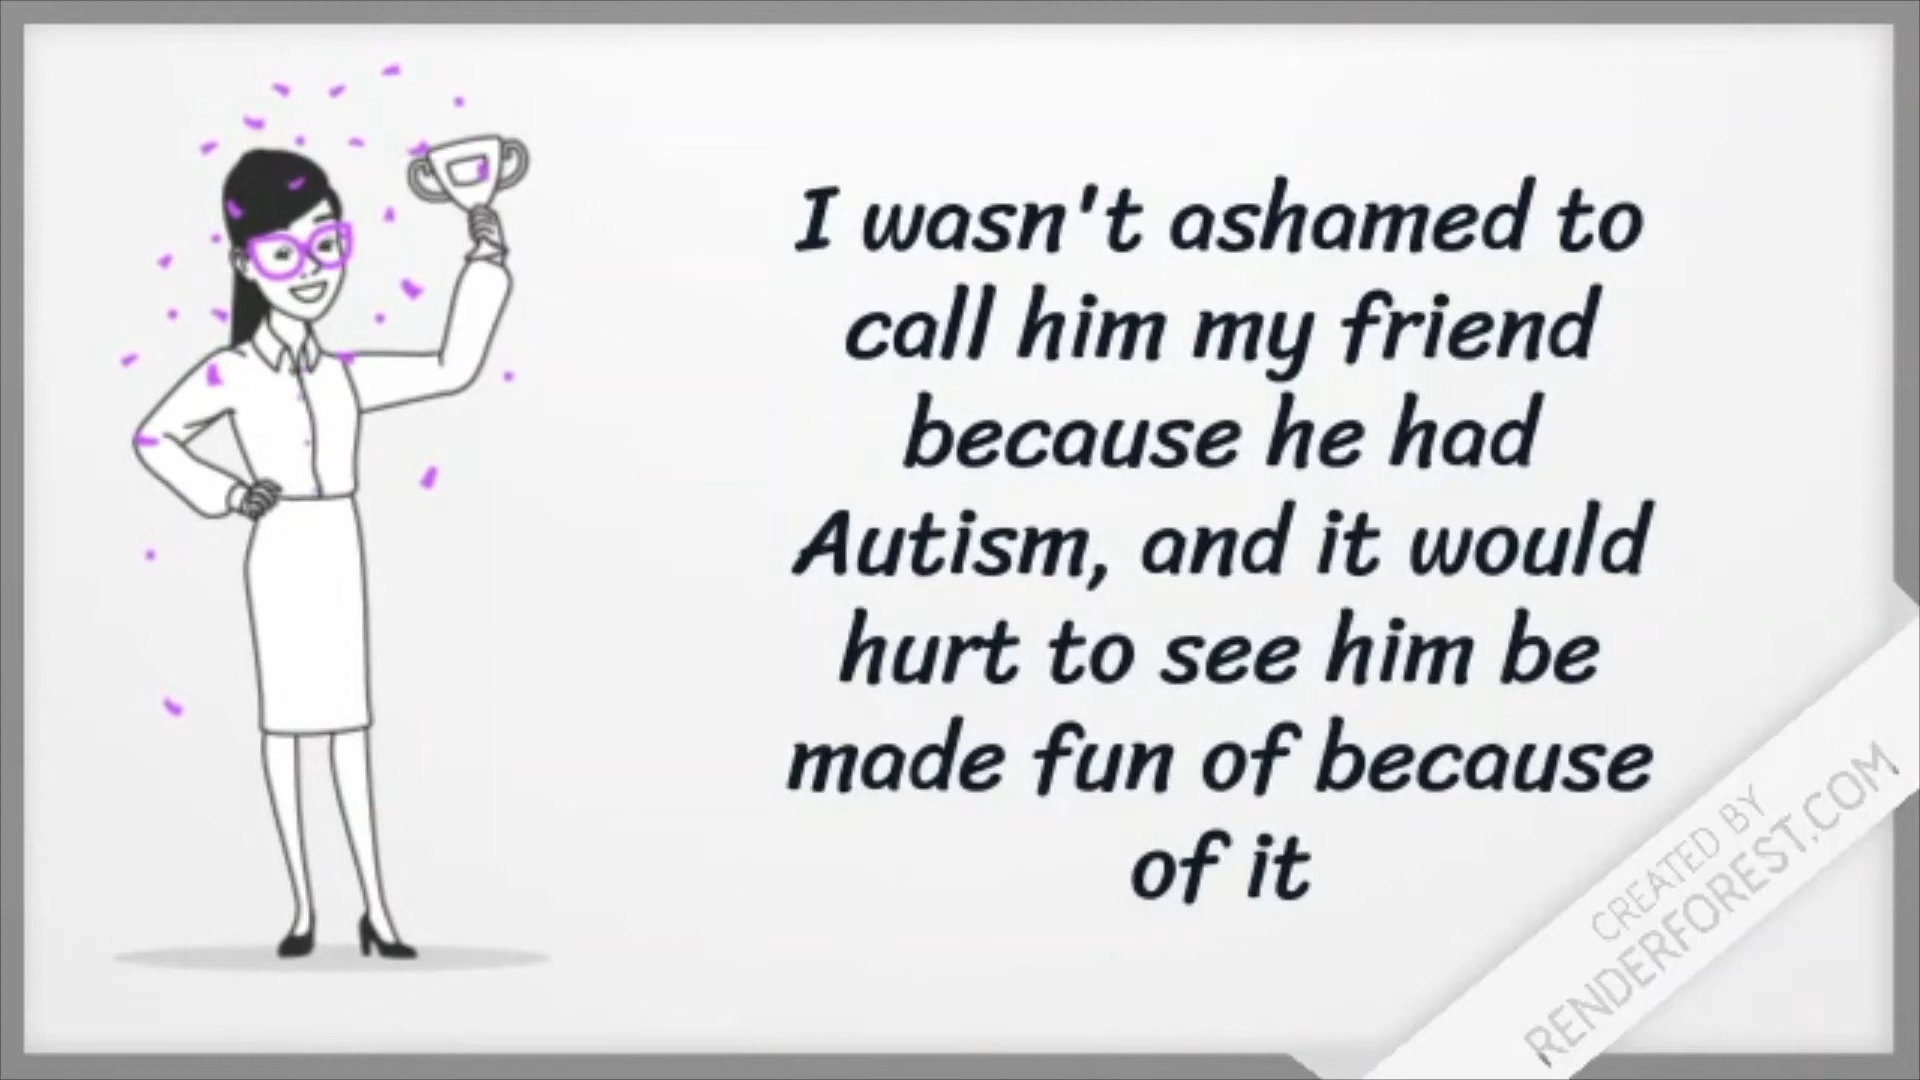 I wasn't ashamed to
call him my friend
because he had
Autism, and it would
hurt to see him be
made fun of because
of it
CREATED BY
RENDERFOREST.COM